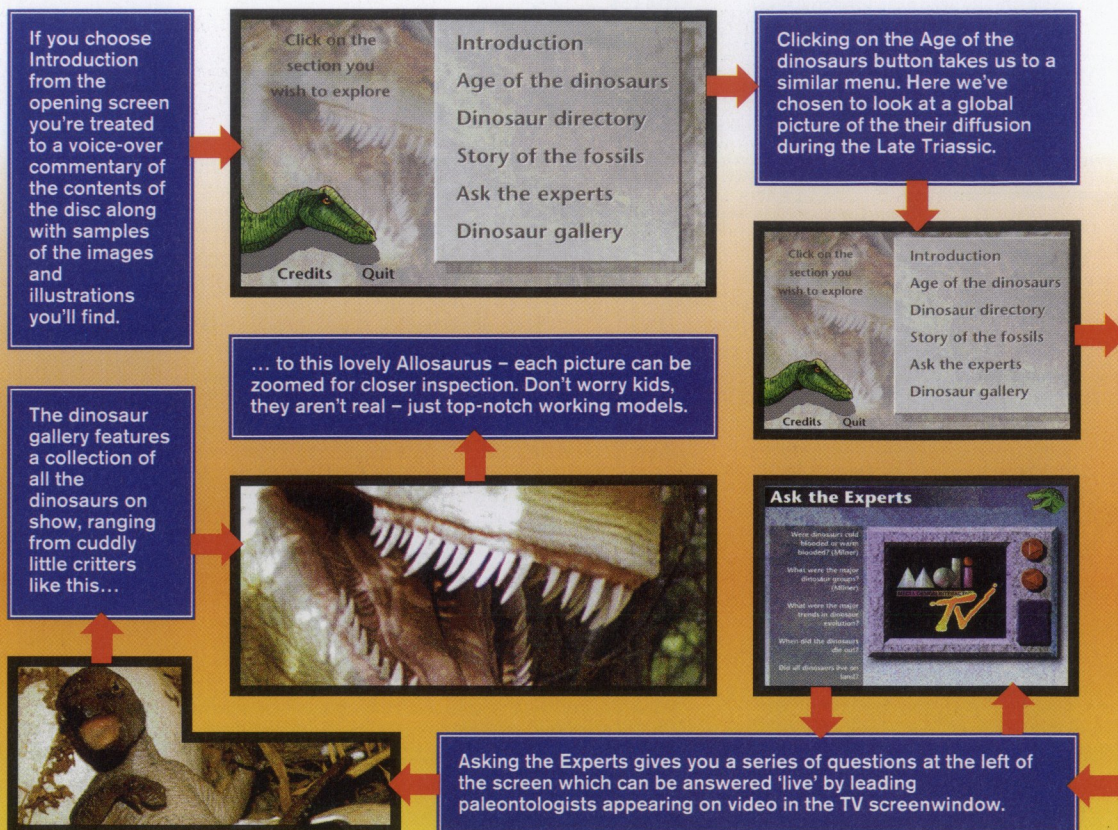 If you choose
Introduction
from the
opening screen
you're treated
to a voice-over
commentary of
the contents of
the disc along
with samples
of the images
and
illustrations
you'll find.
Click on the
section you
wish to explore
Introduction
Age of the dinosaurs
Dinosaur directory
Story of the fossils
Ask the experts
Dinosaur gallery
Credits Quit
Clicking on the Age of the
dinosaurs button takes us to a
similar menu. Here we've
chosen to look at a global
picture of the their diffusion
during the Late Triassic.
Click on the
section you
wish to explore
Introduction
Age of the dinosaurs
Dinosaur directory
Story of the fossils
Ask the experts
Dinosaur gallery
Credits Quit
... to this lovely Allosaurus – each picture can be
zoomed for closer inspection. Don't worry kids,
they aren't real – just top-notch working models.
The dinosaur
gallery features
a collection of
all the
dinosaurs on
show, ranging
from cuddly
little critters
like this...
Ask the Experts
Were dinosaurs cold
blooded or warm
blooded? (Milner)
What were the major
dinosaur groups?
(Milner)
What were the major
trends in dinosaur
evolution?
When did the dinosaurs
die out?
Did all dinosaurs live on
land?
TV
Asking the Experts gives you a series of questions at the left of
the screen which can be answered 'live' by leading
paleontologists appearing on video in the TV screenwindow.